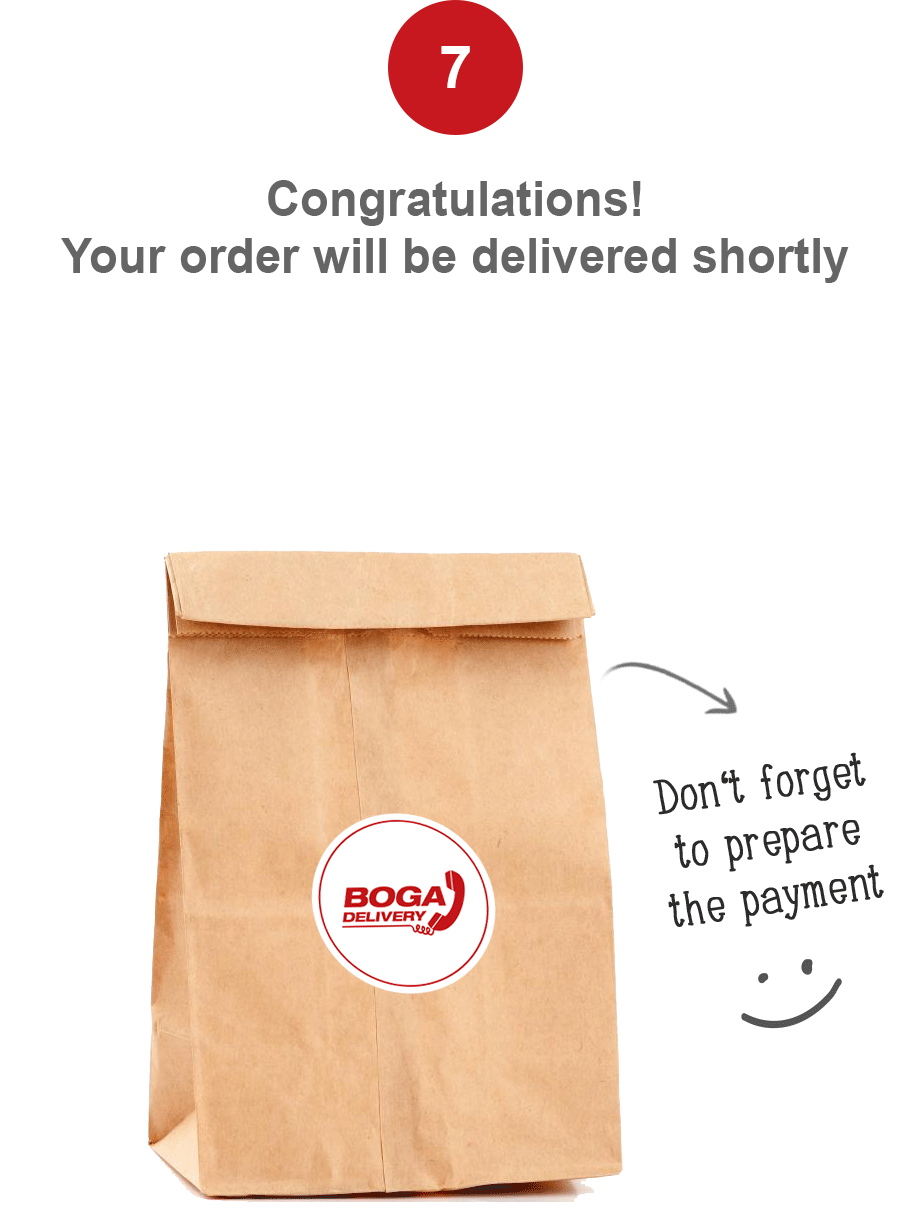 7
Congratulations!
Your order will be delivered shortly
BOGA
DELIVERY
Don't forget
to prepare
the payment